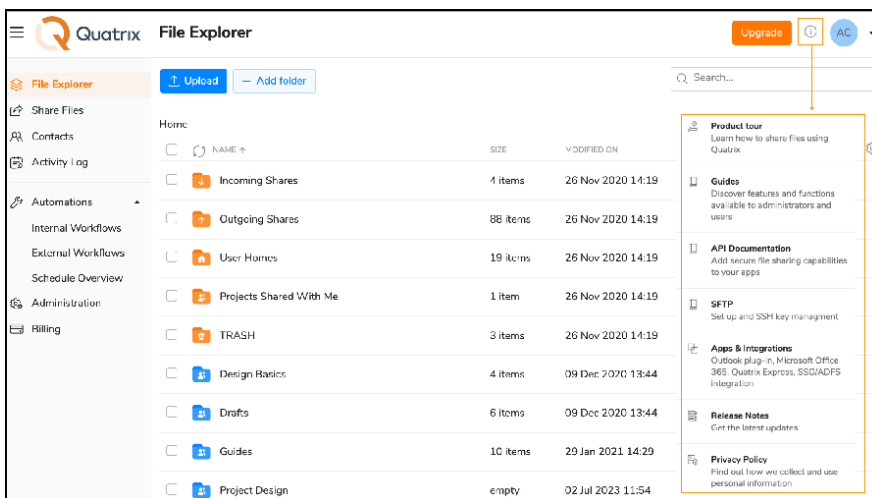 Quatrix File Explorer Upgrade AC
File Explorer
Share Files
Contacts
Activity Log
Automations
Internal Workflows
External Workflows
Schedule Overview
Administration
Billing
Upload Add folder Search...
Home
NAME SIZE MODIFIED ON
Incoming Shares 4 items 26 Nov 2020 14:19
Outgoing Shares 88 items 26 Nov 2020 14:19
User Homes 19 items 26 Nov 2020 14:19
Projects Shared With Me 1 item 26 Nov 2020 14:19
TRASH 3 items 26 Nov 2020 14:19
Design Basics 4 items 09 Dec 2020 13:44
Drafts 6 items 09 Dec 2020 13:44
Guides 10 items 29 Jan 2021 14:29
Project Design empty 02 Jul 2023 11:54
Product tour
Learn how to share files using
Quatrix
Guides
Discover features and functions
available to administrators and
users
API Documentation
Add secure file sharing capabilities
to your apps
SFTP
Set up and SSH key managment
Apps & Integrations
Outlook plug-in, Microsoft Office
365, Quatrix Express, SSO/ADFS
integration
Release Notes
Get the latest updates
Privacy Policy
Find out how we collect and use
personal information